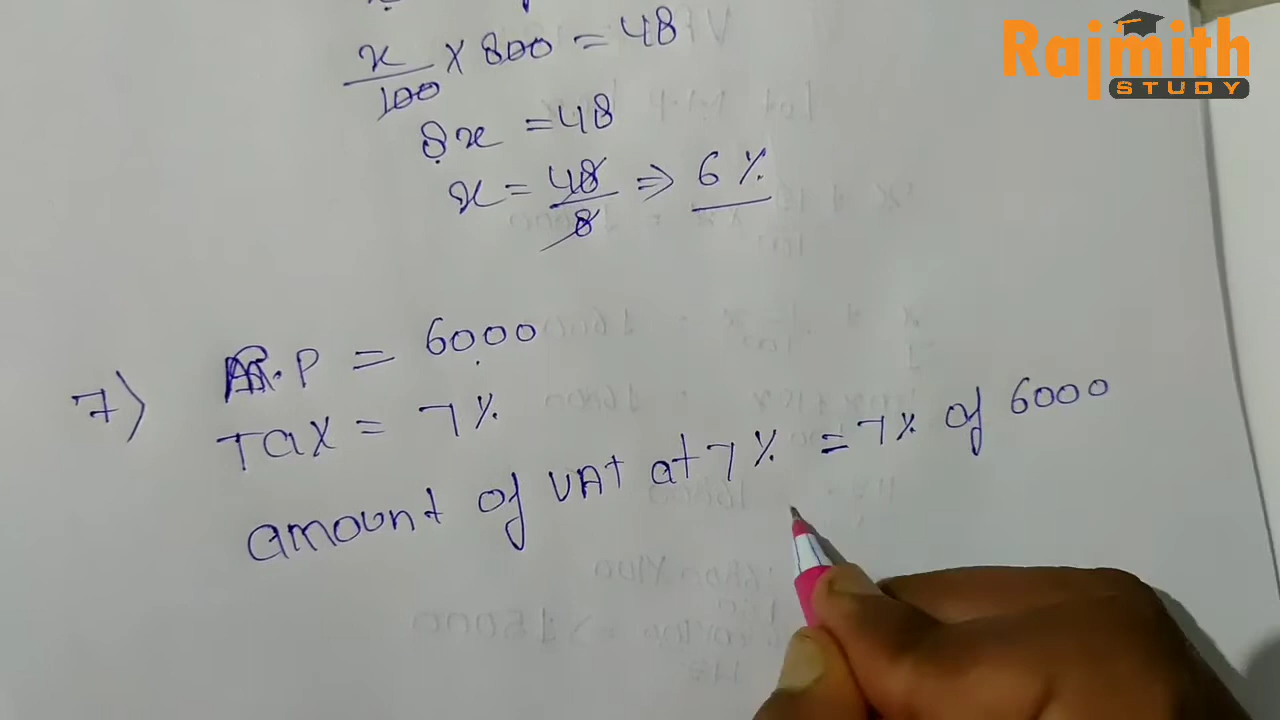 Rajmith
STUDY
x/100 × 800 = 48
8x = 48
x = 48/8 ⇒ 6 %
7)
.P = 6000
Tax = 7 %
amount of VAt at 7 % = 7 % of 6000